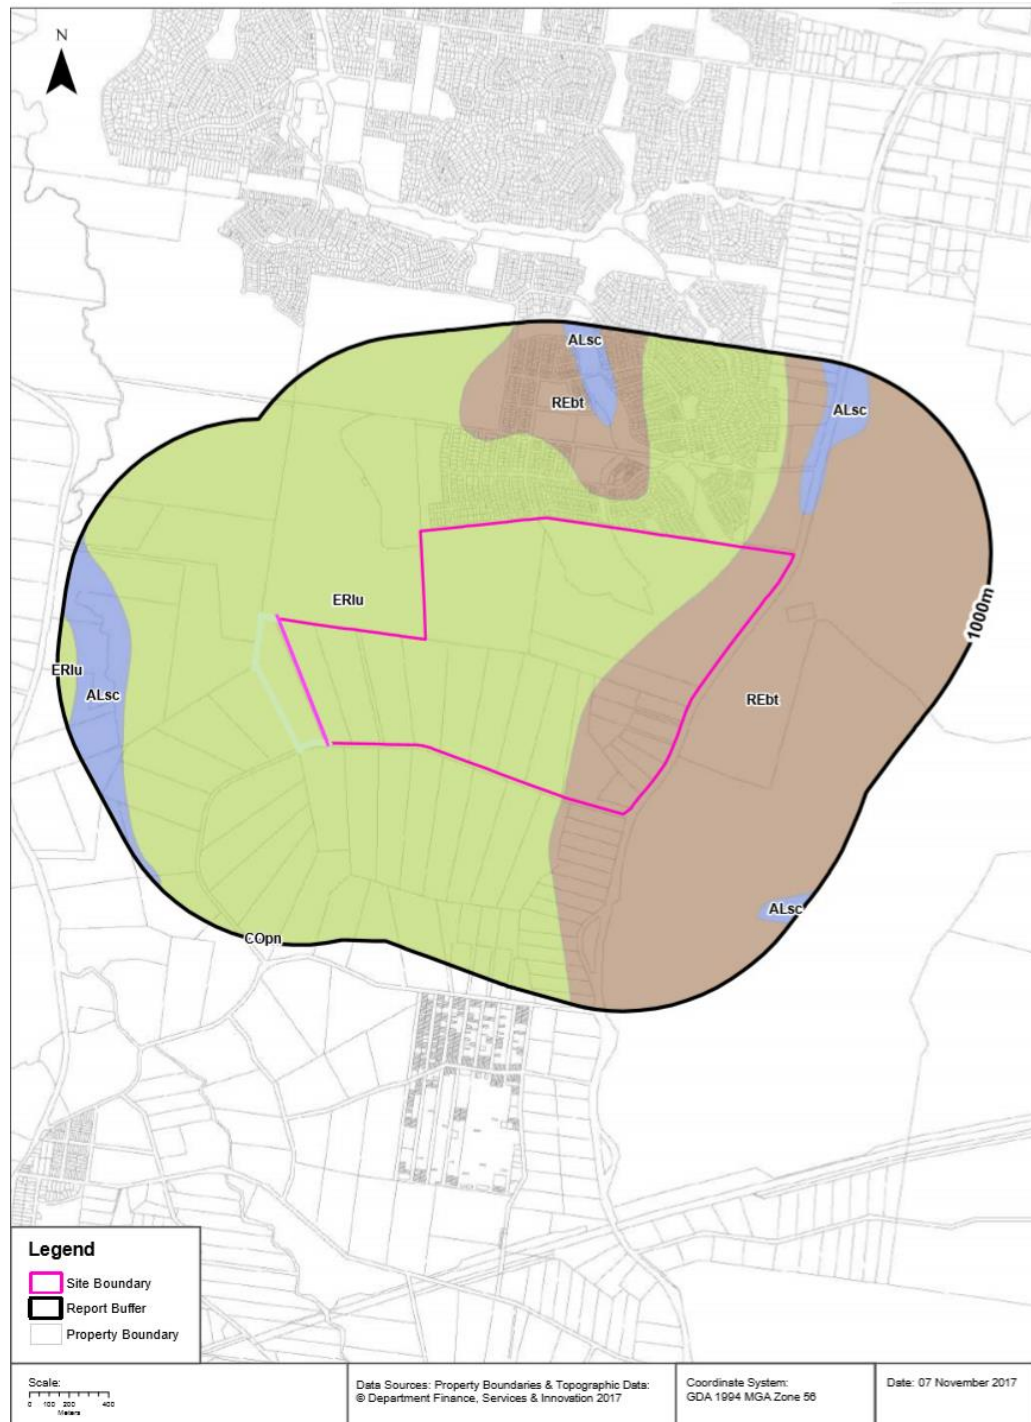 N
ALsc
REbt
ALsc
ERlu
1000m
ERlu
ALsc
REbt
ALsc
COpn
Legend
Site Boundary
Report Buffer
Property Boundary
Scale:
0 100 200 400
Meters
Data Sources: Property Boundaries & Topographic Data:
© Department Finance, Services & Innovation 2017
Coordinate System:
GDA 1994 MGA Zone 56
Date: 07 November 2017